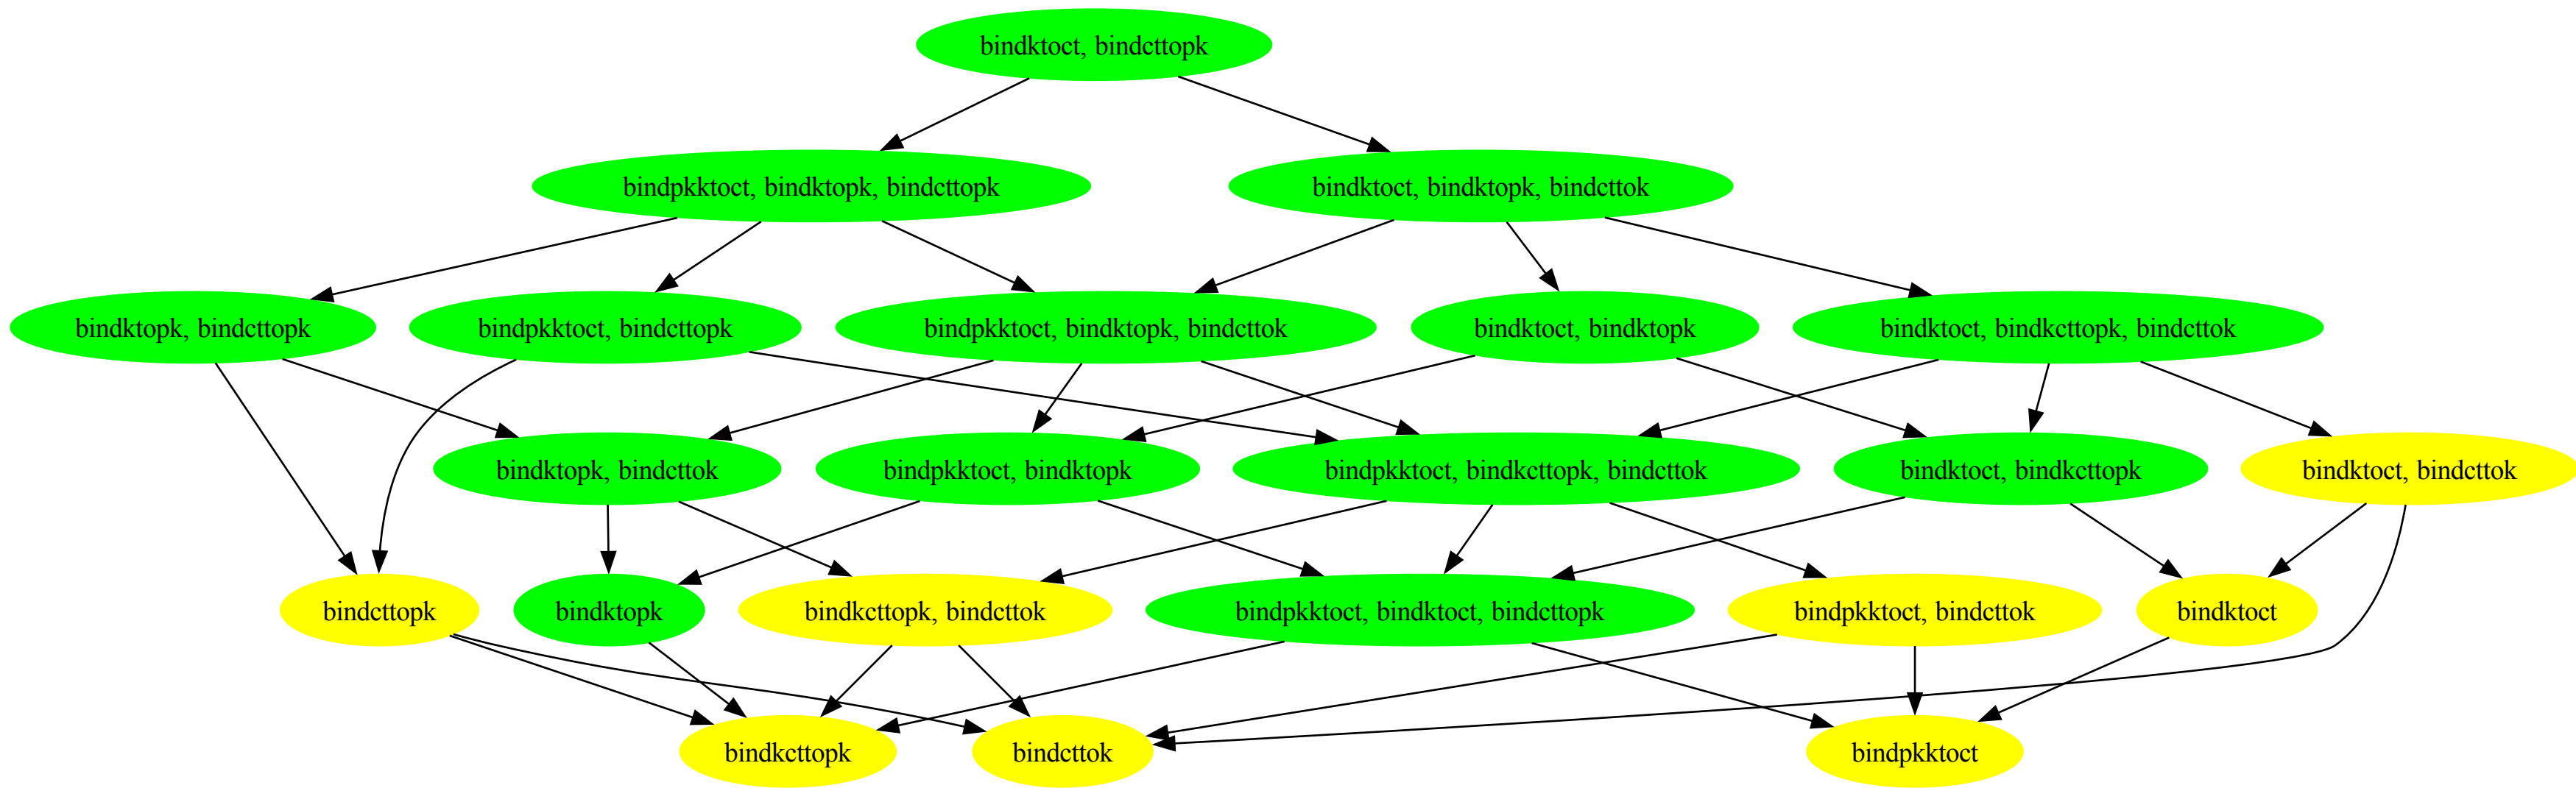 bindktoct, bindcttopk
bindpkktoct, bindktopk, bindcttopk
bindktoct, bindktopk, bindcttok
bindktopk, bindcttopk
bindpkktoct, bindcttopk
bindpkktoct, bindktopk, bindcttok
bindktoct, bindktopk
bindktoct, bindkcttopk, bindcttok
bindktopk, bindcttok
bindpkktoct, bindktopk
bindpkktoct, bindkcttopk, bindcttok
bindktoct, bindkcttopk
bindktoct, bindcttok
bindcttopk
bindktopk
bindkcttopk, bindcttok
bindpkktoct, bindktoct, bindcttopk
bindpkktoct, bindcttok
bindktoct
bindkcttopk
bindcttok
bindpkktoct